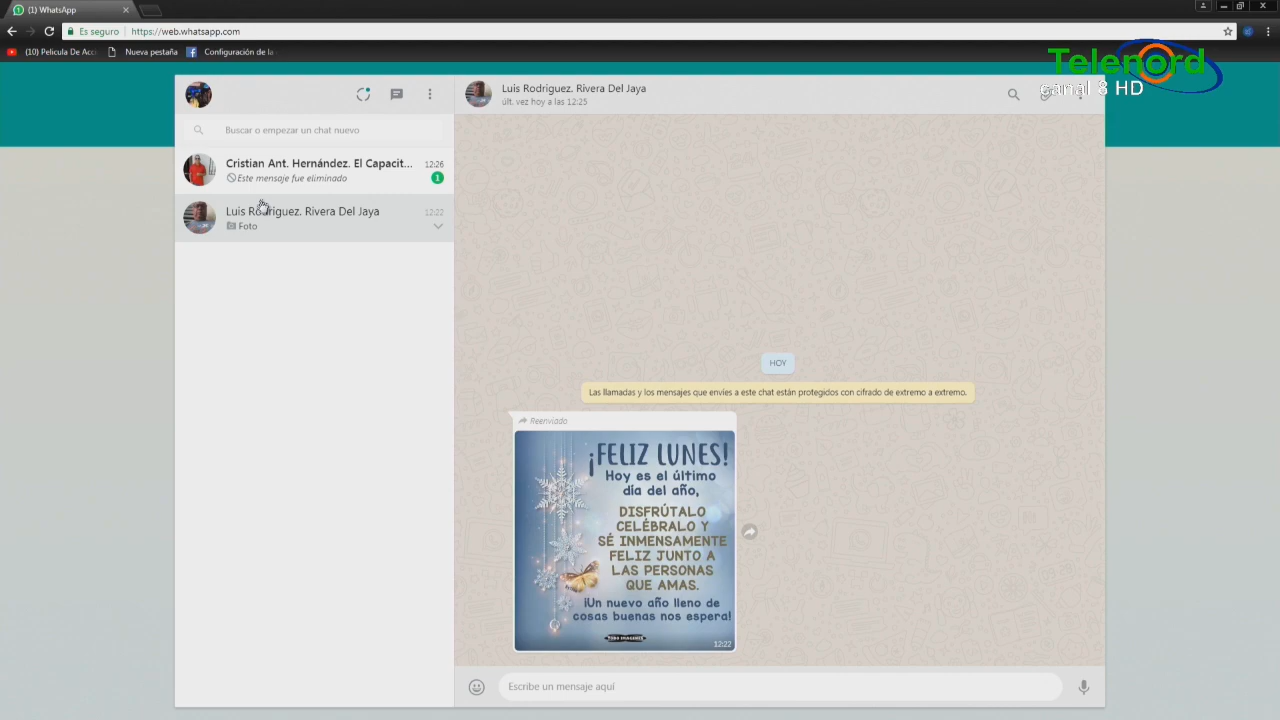 (1) WhatsApp
Es seguro
https://web.whatsapp.com
(10) Pelicula De Acc
Nueva pestaña
Configuración de la
Telenord
canal 8 HD
Buscar o empezar un chat nuevo
Cristian Ant. Hernández. El Capacit...
12:26
Este mensaje fue eliminado
1
Luis Rodriguez. Rivera Del Jaya
12:22
Foto
Luis Rodriguez. Rivera Del Jaya
últ. vez hoy a las 12:25
HOY
Las llamadas y los mensajes que envíes a este chat están protegidos con cifrado de extremo a extremo.
Reenviado
¡FELIZ LUNES!
Hoy es el último
día del año,
DISFRÚTALO
CELÉBRALO Y
SÉ INMENSAMENTE
FELIZ JUNTO A
LAS PERSONAS
QUE AMAS.
¡Un nuevo año lleno de
cosas buenas nos espera!
TODO IMAGENES
12:22
Escribe un mensaje aquí